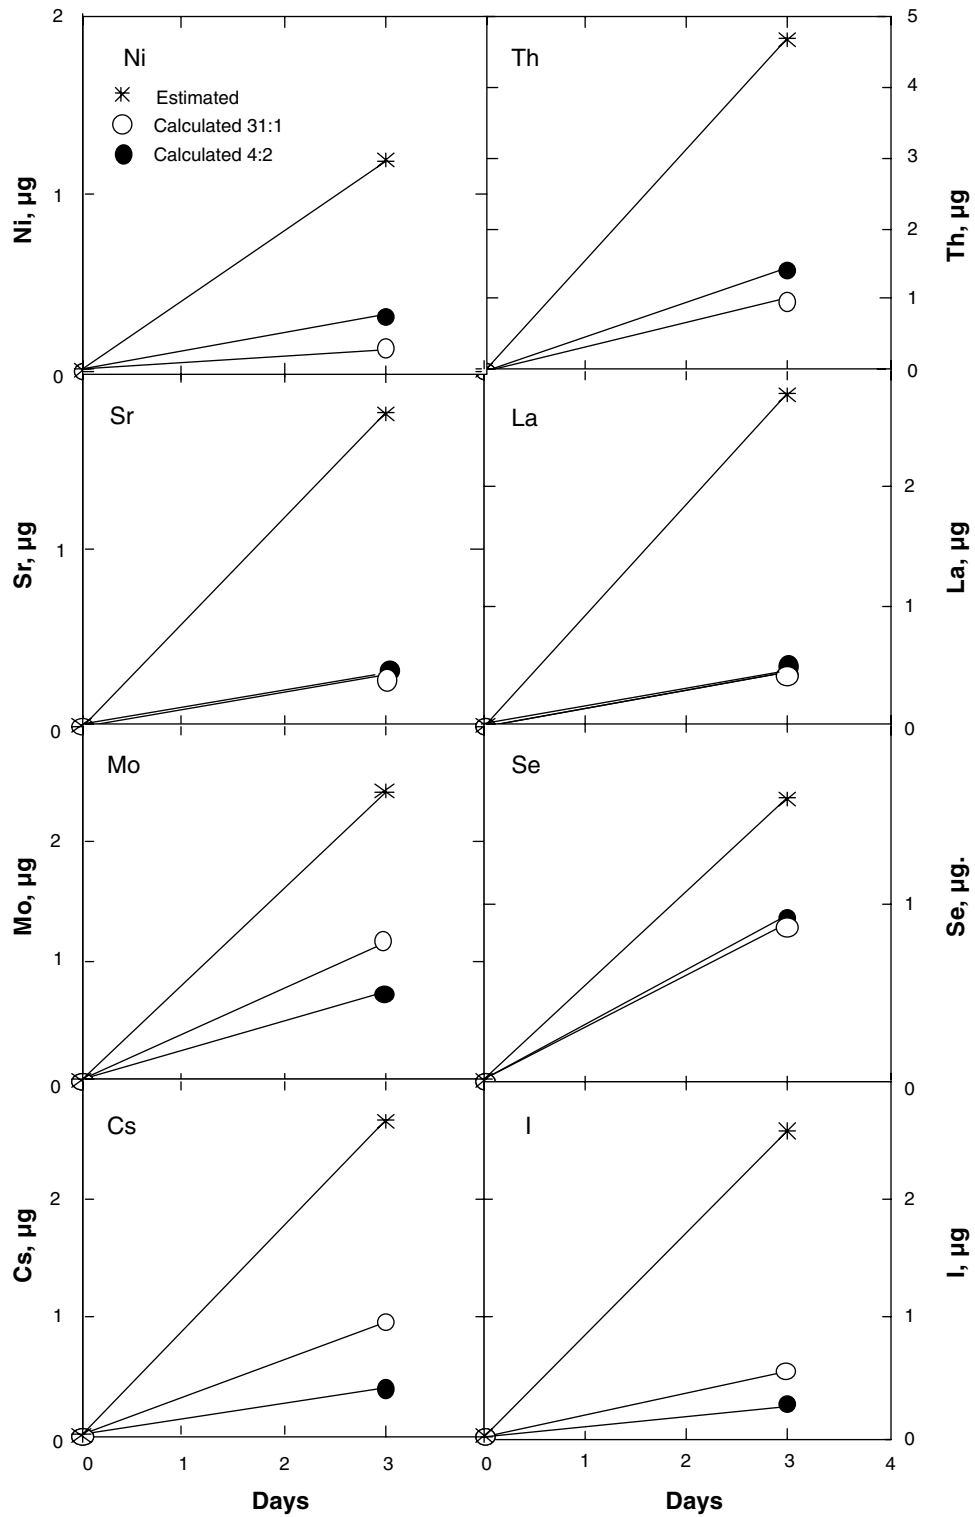 2
5
Ni
Th
Estimated
Calculated 31:1
Calculated 4:2
4
3
1
2
1
Ni, µg
Th, µg
0
0
Sr
La
2
1
1
Sr, µg
La, µg
0
0
Mo
Se
2
1
1
Mo, µg
Se, µg.
0
0
Cs
I
2
2
1
1
Cs, µg
I, µg
0
0
0 1 2 3 0 1 2 3 4
Days Days